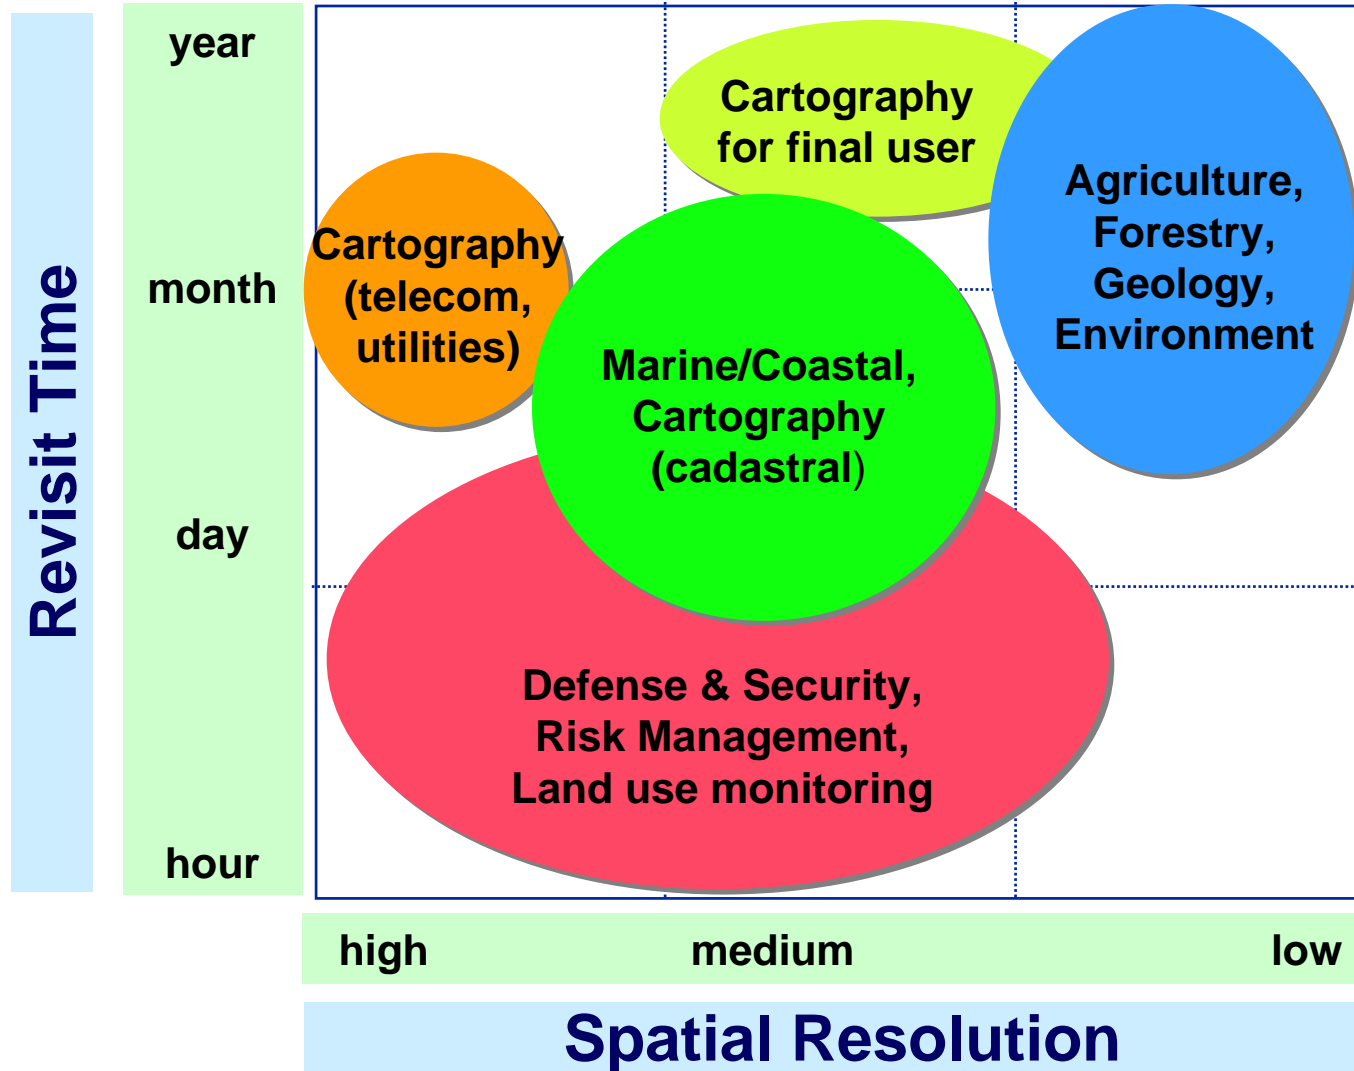 Revisit Time
year
month
day
hour
Cartography
for final user
Agriculture,
Forestry,
Geology,
Environment
Cartography
(telecom,
utilities)
Marine/Coastal,
Cartography
(cadastral)
Defense & Security,
Risk Management,
Land use monitoring
high
medium
low
Spatial Resolution